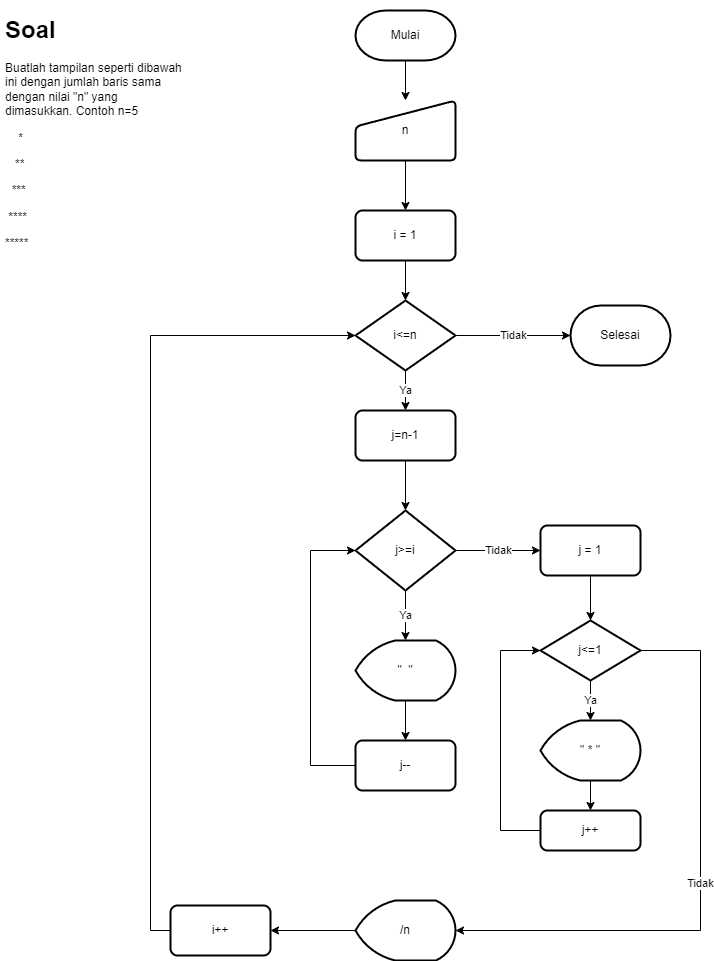 Soal
Buatlah tampilan seperti dibawah
ini dengan jumlah baris sama
dengan nilai "n" yang
dimasukkan. Contoh n=5
*
**
***
****
*****
Mulai
n
i = 1
i<=n
Tidak
Selesai
Ya
j=n-1
j>=i
Tidak
j = 1
Ya
" "
j--
j<=1
Ya
" * "
j++
Tidak
/n
i++